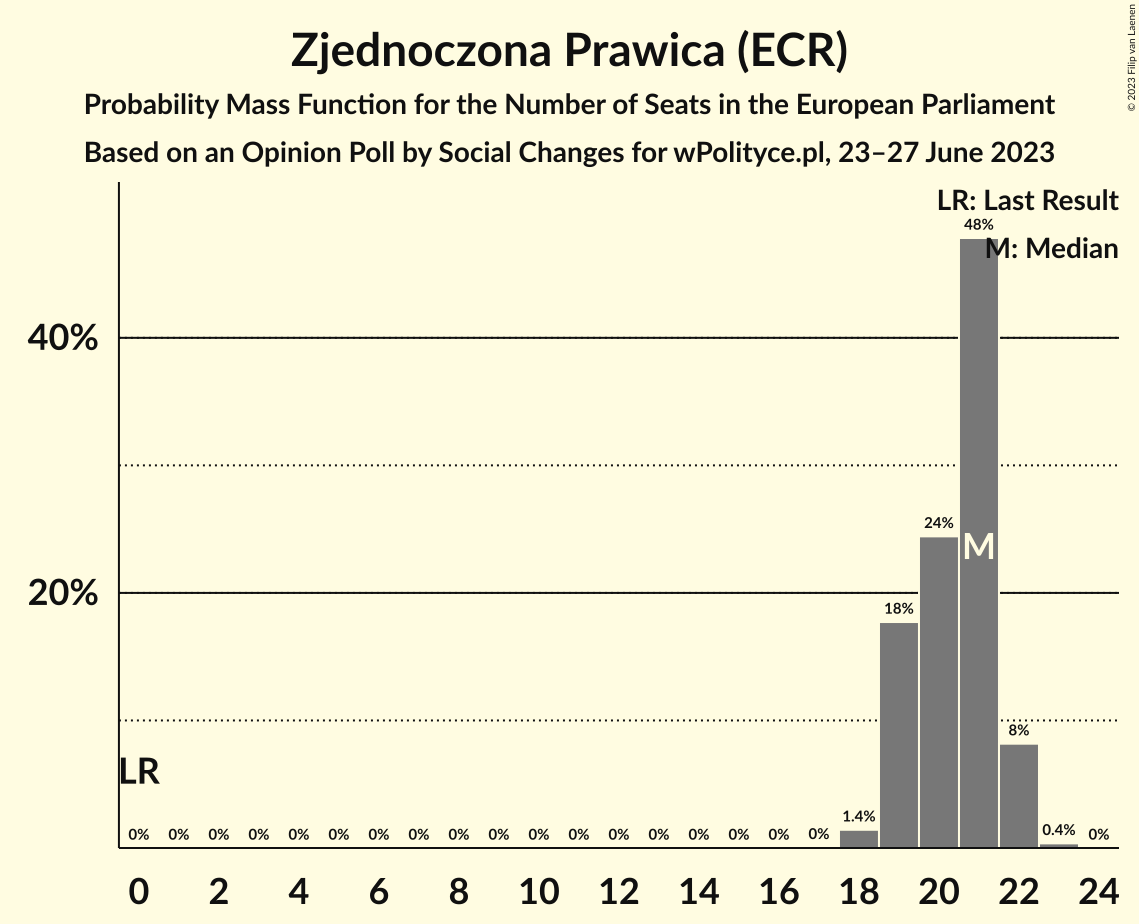 Zjednoczona Prawica (ECR)
Probability Mass Function for the Number of Seats in the European Parliament
Based on an Opinion Poll by Social Changes for wPolityce.pl, 23–27 June 2023
© 2023 Filip van Laenen
LR: Last Result
48%
M: Median
40%
24%
M
20%
18%
8%
LR
1.4%
0% 0% 0% 0% 0% 0% 0% 0% 0% 0% 0% 0% 0% 0% 0% 0% 0% 0% 0.4% 0%
0 2 4 6 8 10 12 14 16 18 20 22 24